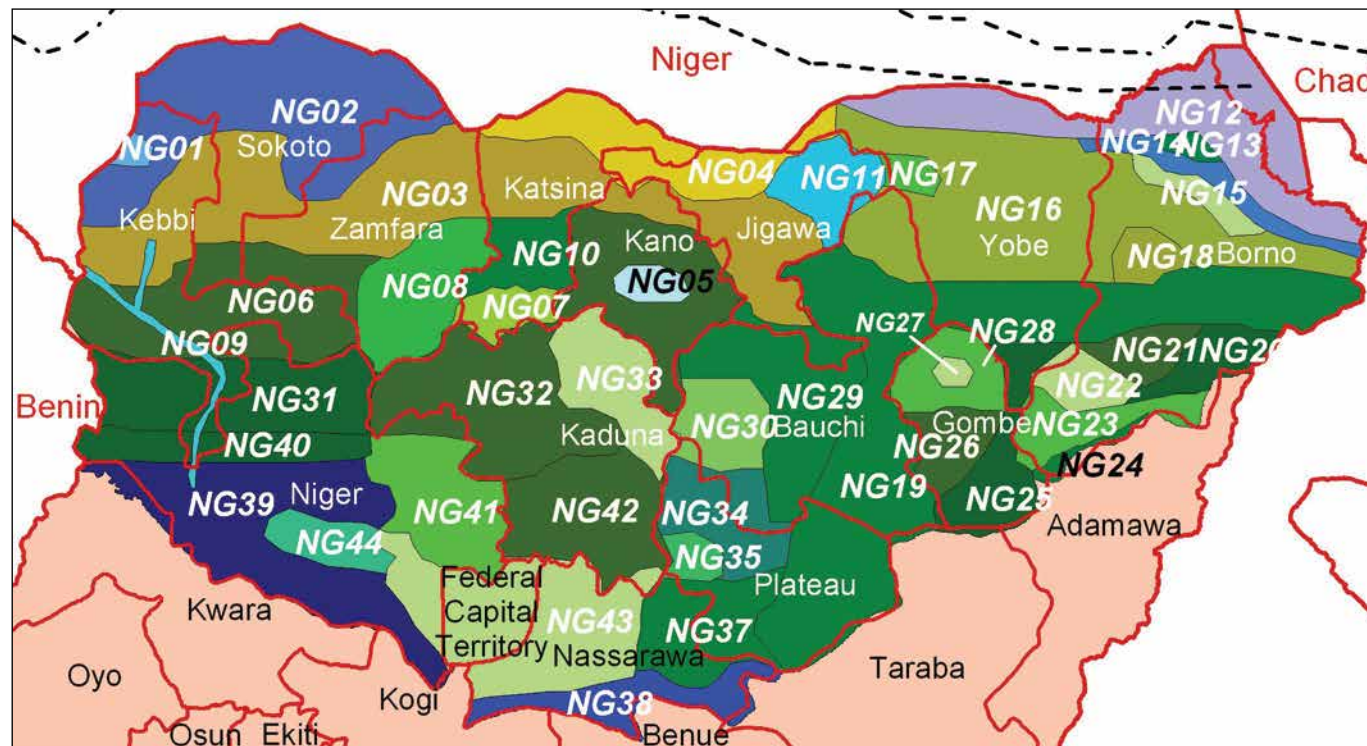 Niger
Chad
NG02
NG12
NG01
Sokoto
NG14
NG13
NG04
NG11
NG17
NG03
Katsina
NG15
NG16
Kebbi
Zamfara
Jigawa
Yobe
NG10
Kano
NG18
Borno
NG08
NG05
NG06
NG07
NG27
NG28
NG09
NG21
NG33
NG22
NG32
NG29
NG31
Benin
Kaduna
NG30
Bauchi
Gombe
NG23
NG40
NG26
NG24
Niger
NG39
NG19
NG25
NG41
NG42
NG34
Adamawa
NG44
NG35
Federal
Capital
Territory
Plateau
Kwara
NG43
NG37
Nassarawa
Oyo
Taraba
Kogi
NG38
Osun
Ekiti
Benue